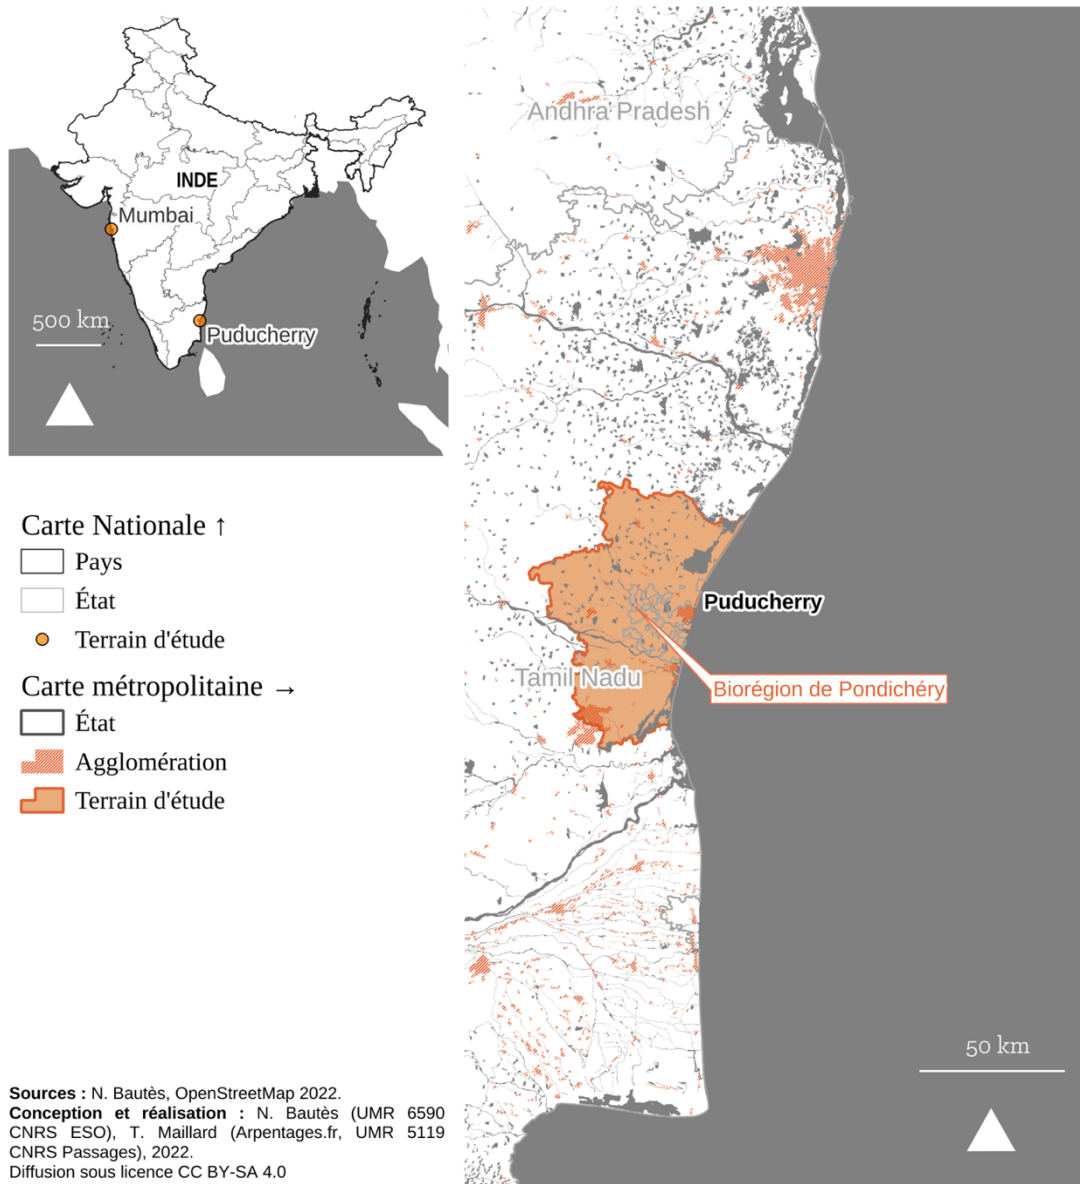 INDE
Mumbai
500 km
Puducherry
Carte Nationale ↑
Pays
État
Terrain d'étude
Carte métropolitaine →
État
Agglomération
Terrain d'étude
Sources : N. Bautès, OpenStreetMap 2022.
Conception et réalisation : N. Bautès (UMR 6590
CNRS ESO), T. Maillard (Arpentages.fr, UMR 5119
CNRS Passages), 2022.
Diffusion sous licence CC BY-SA 4.0
Andhra Pradesh
Puducherry
Tamil Nadu
Biorégion de Pondichéry
50 km